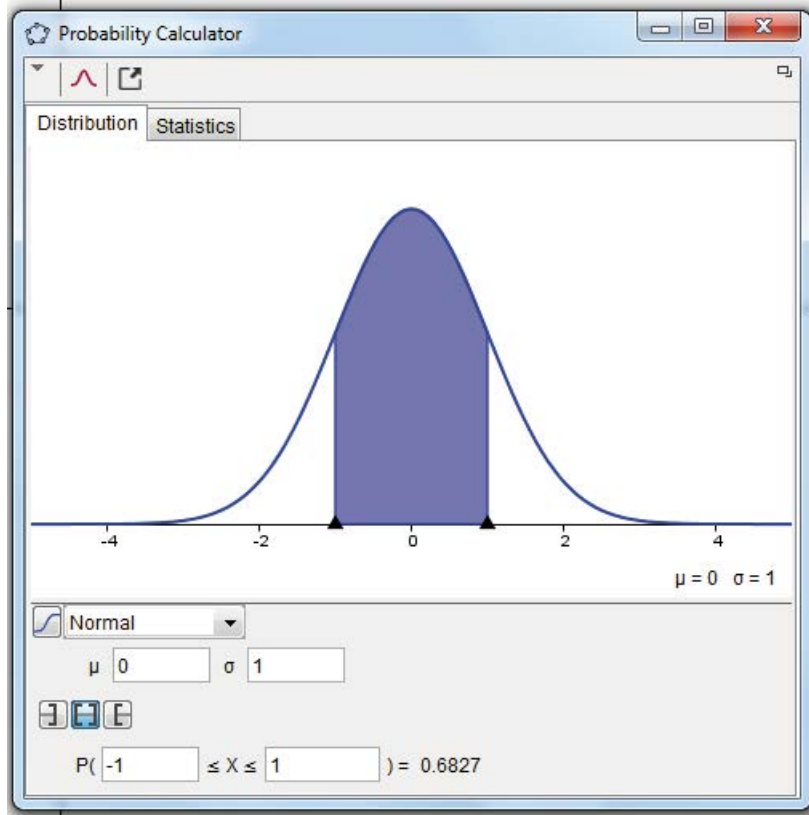 Probability Calculator
Distribution Statistics
-4 -2 0 2 4
μ = 0 σ = 1
Normal
μ 0 σ 1
P( -1 ≤ X ≤ 1 ) = 0.6827